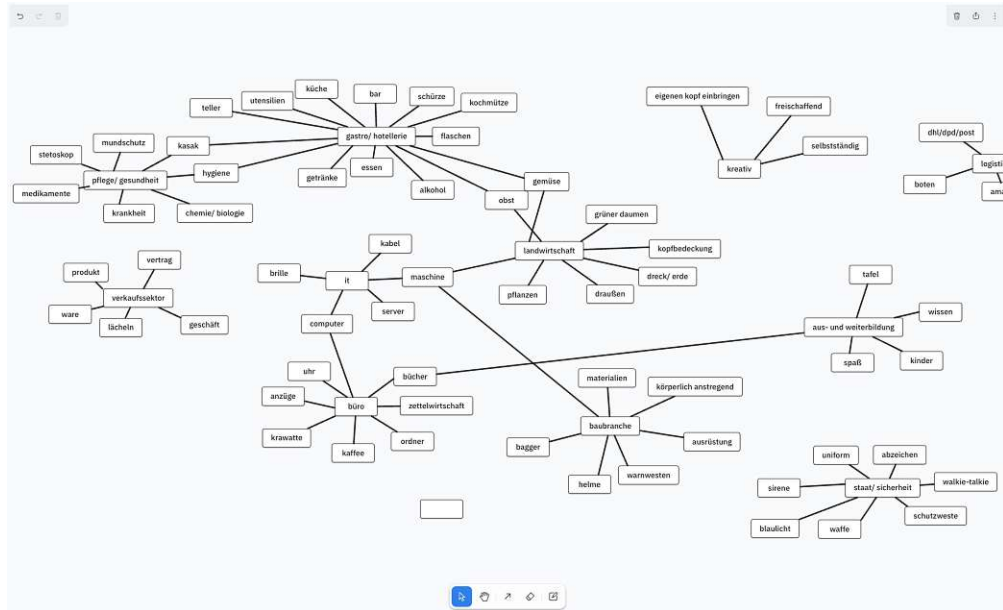 küche
bar
schürze
kochmütze
utensilien
teller
gastro/ hotellerie
flaschen
mundschutz
kasak
stetoskop
pflege/ gesundheit
hygiene
medikamente
krankheit
chemie/ biologie
getränke
essen
alkohol
gemüse
obst
eigenen kopf einbringen
freischaffend
selbstständig
kreativ
dhl/dpd/post
boten
grüner daumen
landwirtschaft
kopfbedeckung
dreck/ erde
draußen
pflanzen
kabel
brille
it
maschine
server
computer
vertrag
produkt
verkaufssektor
ware
lächeln
geschäft
tafel
wissen
aus- und weiterbildung
spaß
kinder
uhr
bücher
anzüge
büro
zettelwirtschaft
krawatte
kaffee
ordner
materialien
körperlich anstregend
baubranche
bagger
ausrüstung
helme
warnwesten
uniform
abzeichen
sirene
staat/ sicherheit
walkie-talkie
blaulicht
waffe
schutzweste